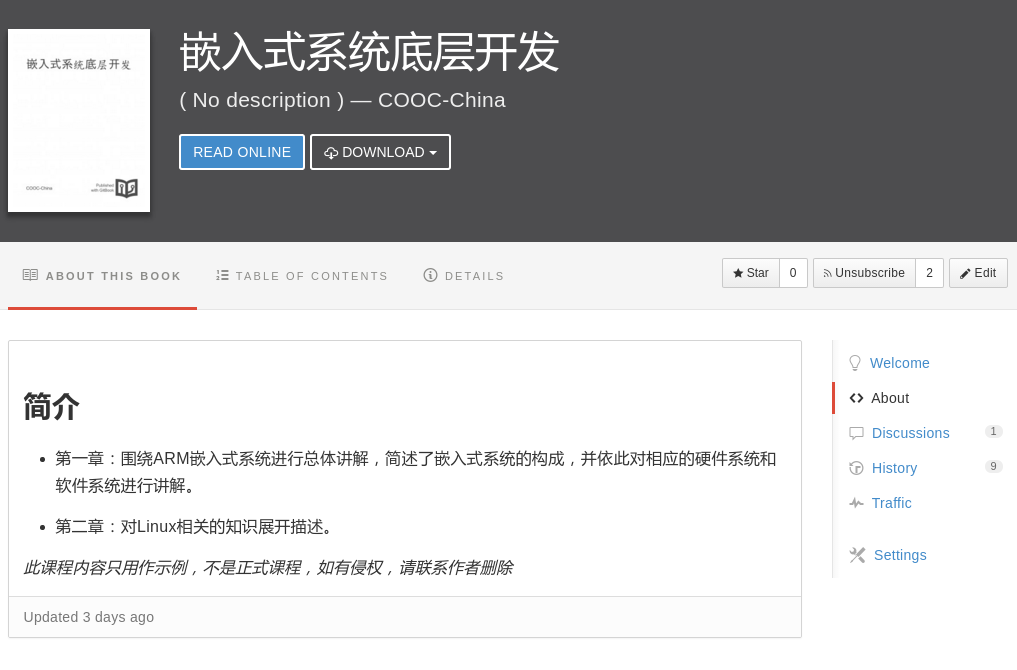 嵌入式系统底层开发
COOC-China
Published
with GitBook
嵌入式系统底层开发
( No description ) — COOC-China
READ ONLINE
DOWNLOAD
ABOUT THIS BOOK
TABLE OF CONTENTS
DETAILS
Star 0
Unsubscribe 2
Edit
简介
• 第一章：围绕ARM嵌入式系统进行总体讲解，简述了嵌入式系统的构成，并依此对相应的硬件系统和
软件系统进行讲解。
• 第二章：对Linux相关的知识展开描述。
此课程内容只用作示例，不是正式课程，如有侵权，请联系作者删除
Updated 3 days ago
Welcome
About
Discussions 1
History 9
Traffic
Settings